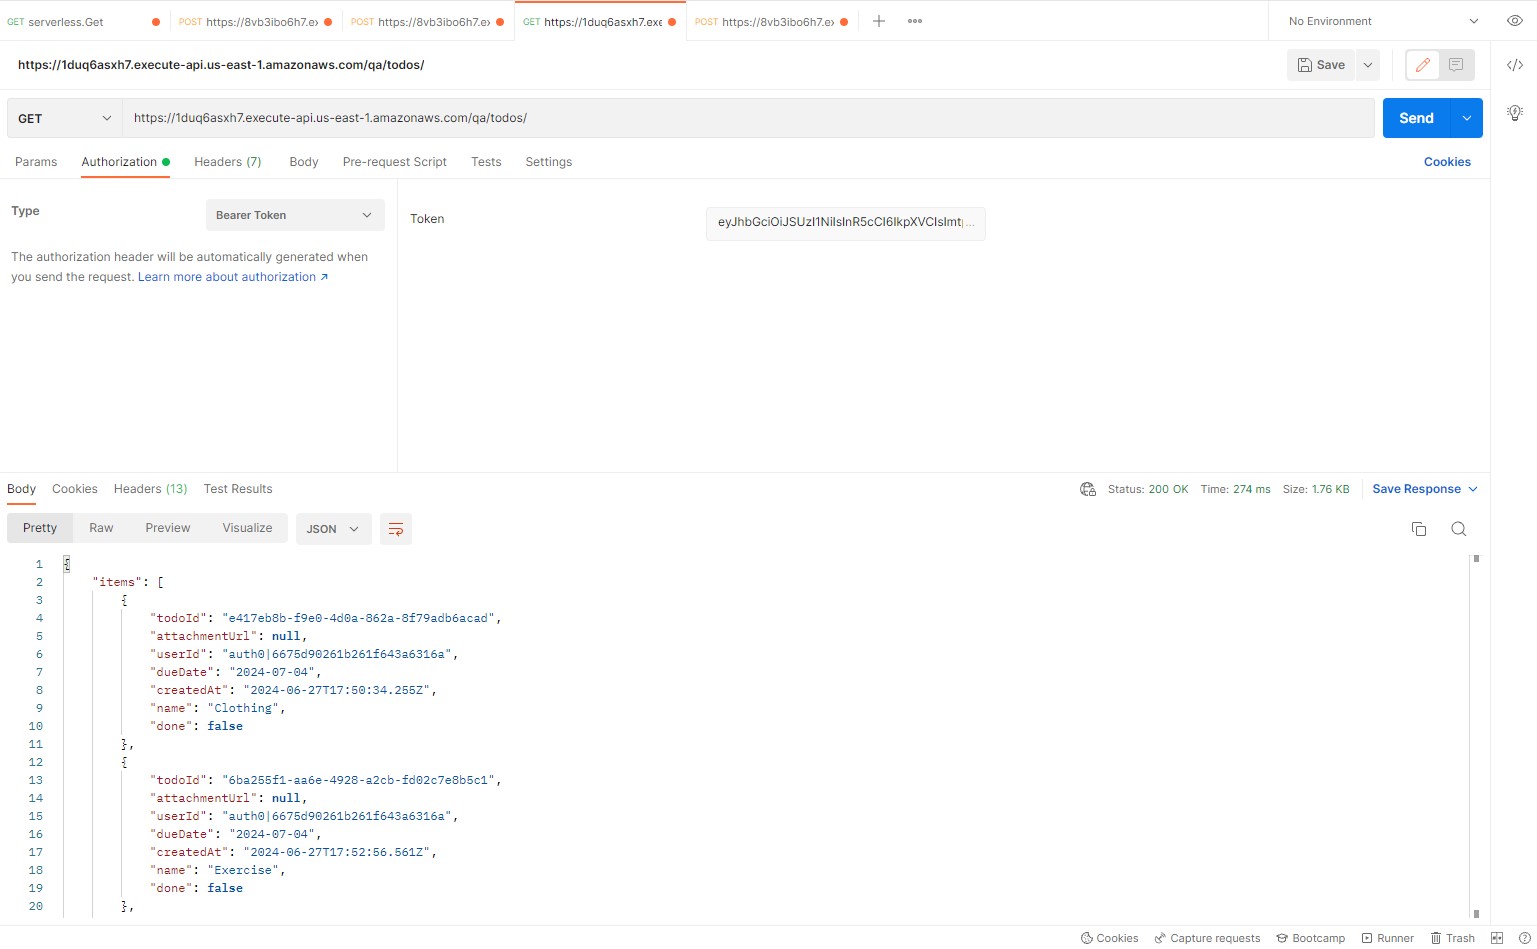 GET serverless.Get
POST https://8vb3ibo6h7.ex
POST https://8vb3ibo6h7.ex
GET https://1duq6asxh7.exe
POST https://8vb3ibo6h7.ex
No Environment
https://1duq6asxh7.execute-api.us-east-1.amazonaws.com/qa/todos/
Save
GET https://1duq6asxh7.execute-api.us-east-1.amazonaws.com/qa/todos/
Send
Params Authorization Headers (7) Body Pre-request Script Tests Settings Cookies
Type Bearer Token
The authorization header will be automatically generated when
you send the request. Learn more about authorization ↗
Token eyJhbGciOiJSUzI1NiIsInR5cCI6IkpXVCIsImt ...
Body Cookies Headers (13) Test Results Status: 200 OK Time: 274 ms Size: 1.76 KB Save Response
Pretty Raw Preview Visualize JSON
1 {
2 "items": [
3 {
4 "todoId": "e417eb8b-f9e0-4d0a-862a-8f79adb6acad",
5 "attachmentUrl": null,
6 "userId": "auth0|6675d90261b261f643a6316a",
7 "dueDate": "2024-07-04",
8 "createdAt": "2024-06-27T17:50:34.255Z",
9 "name": "Clothing",
10 "done": false
11 },
12 {
13 "todoId": "6ba255f1-aa6e-4928-a2cb-fd02c7e8b5c1",
14 "attachmentUrl": null,
15 "userId": "auth0|6675d90261b261f643a6316a",
16 "dueDate": "2024-07-04",
17 "createdAt": "2024-06-27T17:52:56.561Z",
18 "name": "Exercise",
19 "done": false
20 },
Cookies Capture requests Bootcamp Runner Trash